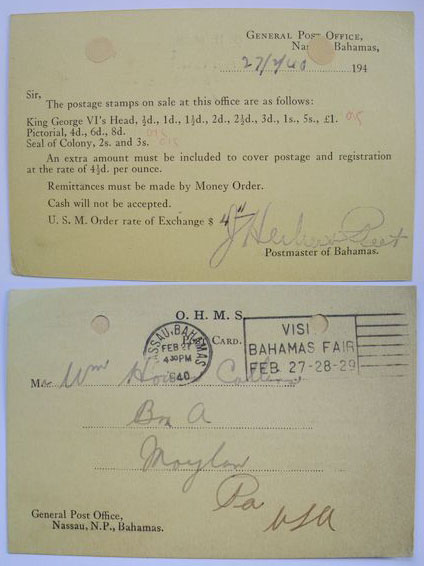 GENERAL POST OFFICE,
Nassau, Bahamas,
27/2/40 194
Sir,
The postage stamps on sale at this office are as follows:
King George VI's Head, ½d., 1d., 1½d., 2d., 2½d., 3d., 1s., 5s., £1. O/S
Pictorial, 4d., 6d., 8d. O/S
Seal of Colony, 2s. and 3s. O/S
An extra amount must be included to cover postage and registration
at the rate of 4½d. per ounce.
Remittances must be made by Money Order.
Cash will not be accepted.
U. S. M. Order rate of Exchange $ 4
J Herbert Peet
Postmaster of Bahamas.
O. H. M. S.
POST CARD.
NASSAU, BAHAMAS
FEB 27
4 30 PM
1940
VISIT
BAHAMAS FAIR
FEB 27-28-29
M Wm
Box A
Moylan
Pa
USA
General Post Office,
Nassau, N.P., Bahamas.